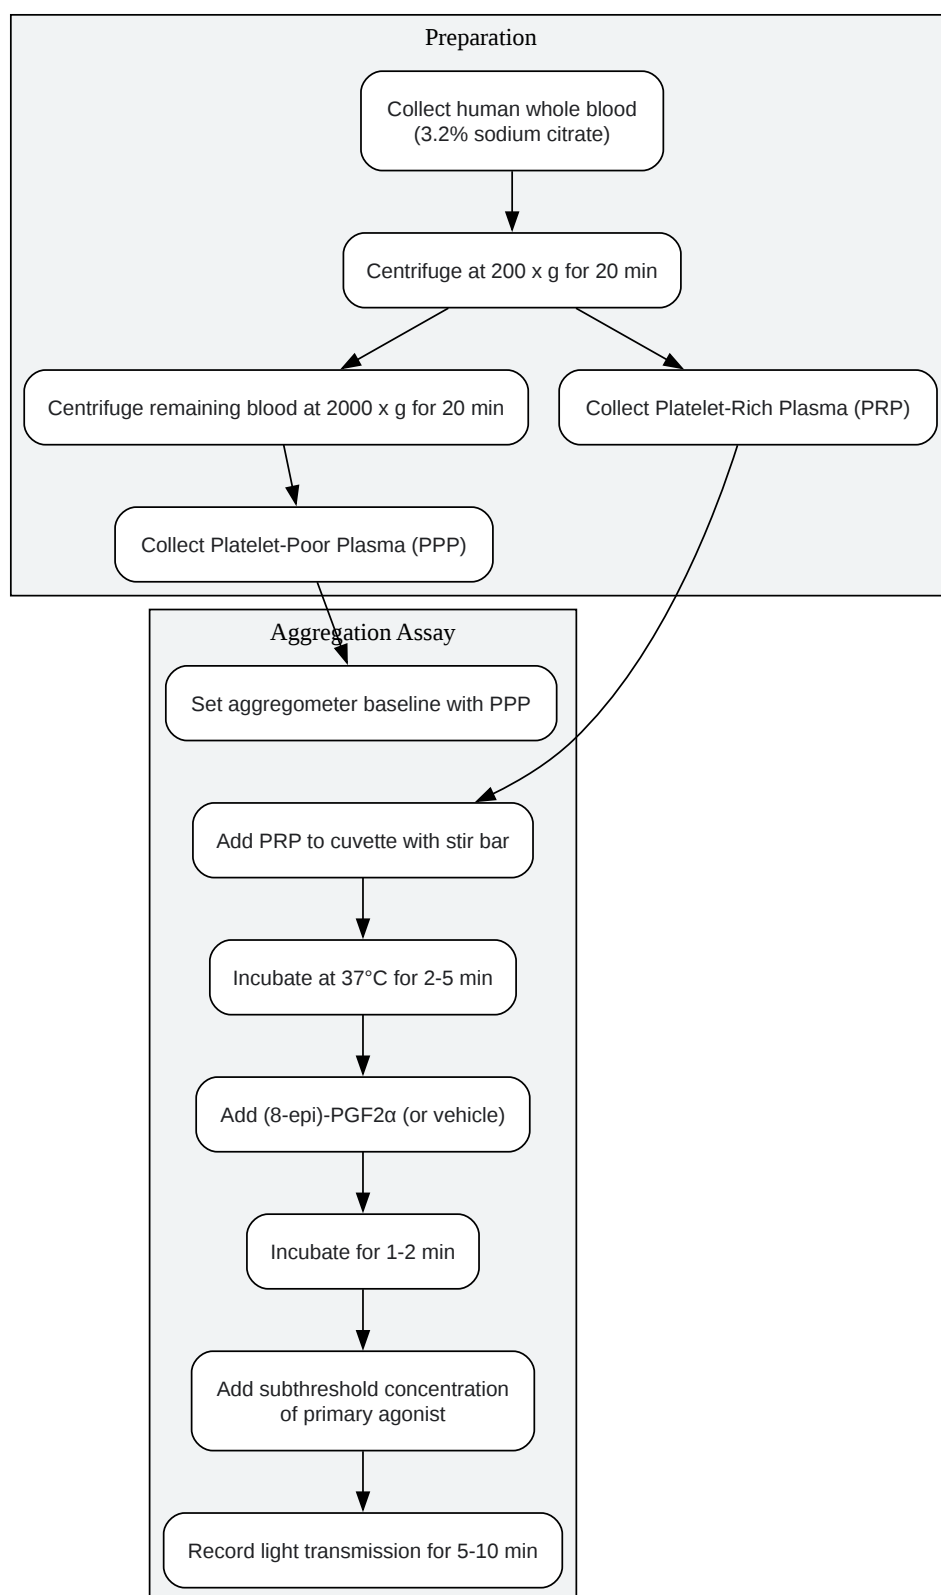 Preparation
Collect human whole blood
(3.2% sodium citrate)
Centrifuge at 200 x g for 20 min
Centrifuge remaining blood at 2000 x g for 20 min
Collect Platelet-Rich Plasma (PRP)
Collect Platelet-Poor Plasma (PPP)
Aggregation Assay
Set aggregometer baseline with PPP
Add PRP to cuvette with stir bar
Incubate at 37°C for 2-5 min
Add (8-epi)-PGF2α (or vehicle)
Incubate for 1-2 min
Add subthreshold concentration
of primary agonist
Record light transmission for 5-10 min